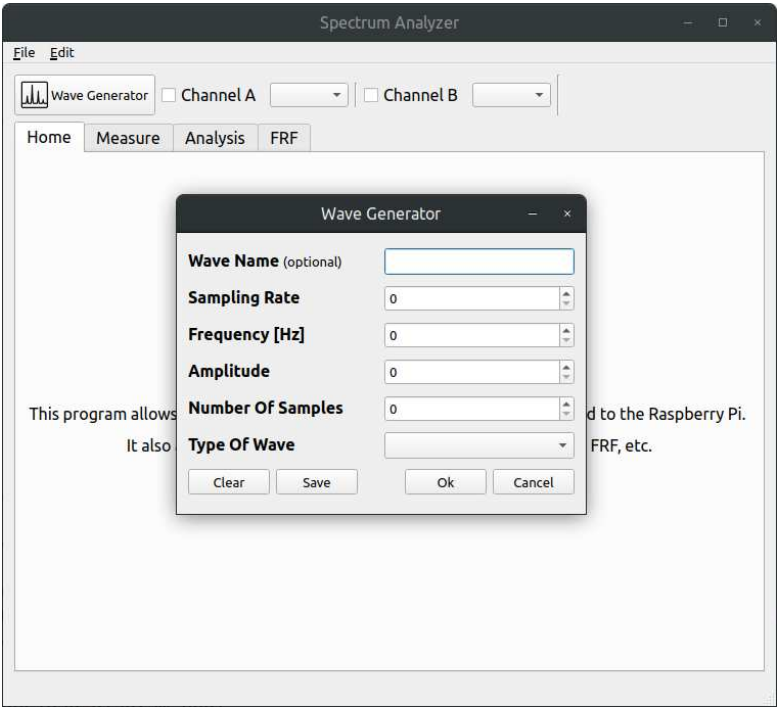 Spectrum Analyzer
File Edit
Wave Generator Channel A Channel B
Home Measure Analysis FRF
Wave Generator
Wave Name (optional)
Sampling Rate 0
Frequency [Hz] 0
Amplitude 0
Number Of Samples 0
This program allows d to the Raspberry Pi.
Type Of Wave
It also FRF, etc.
Clear Save Ok Cancel